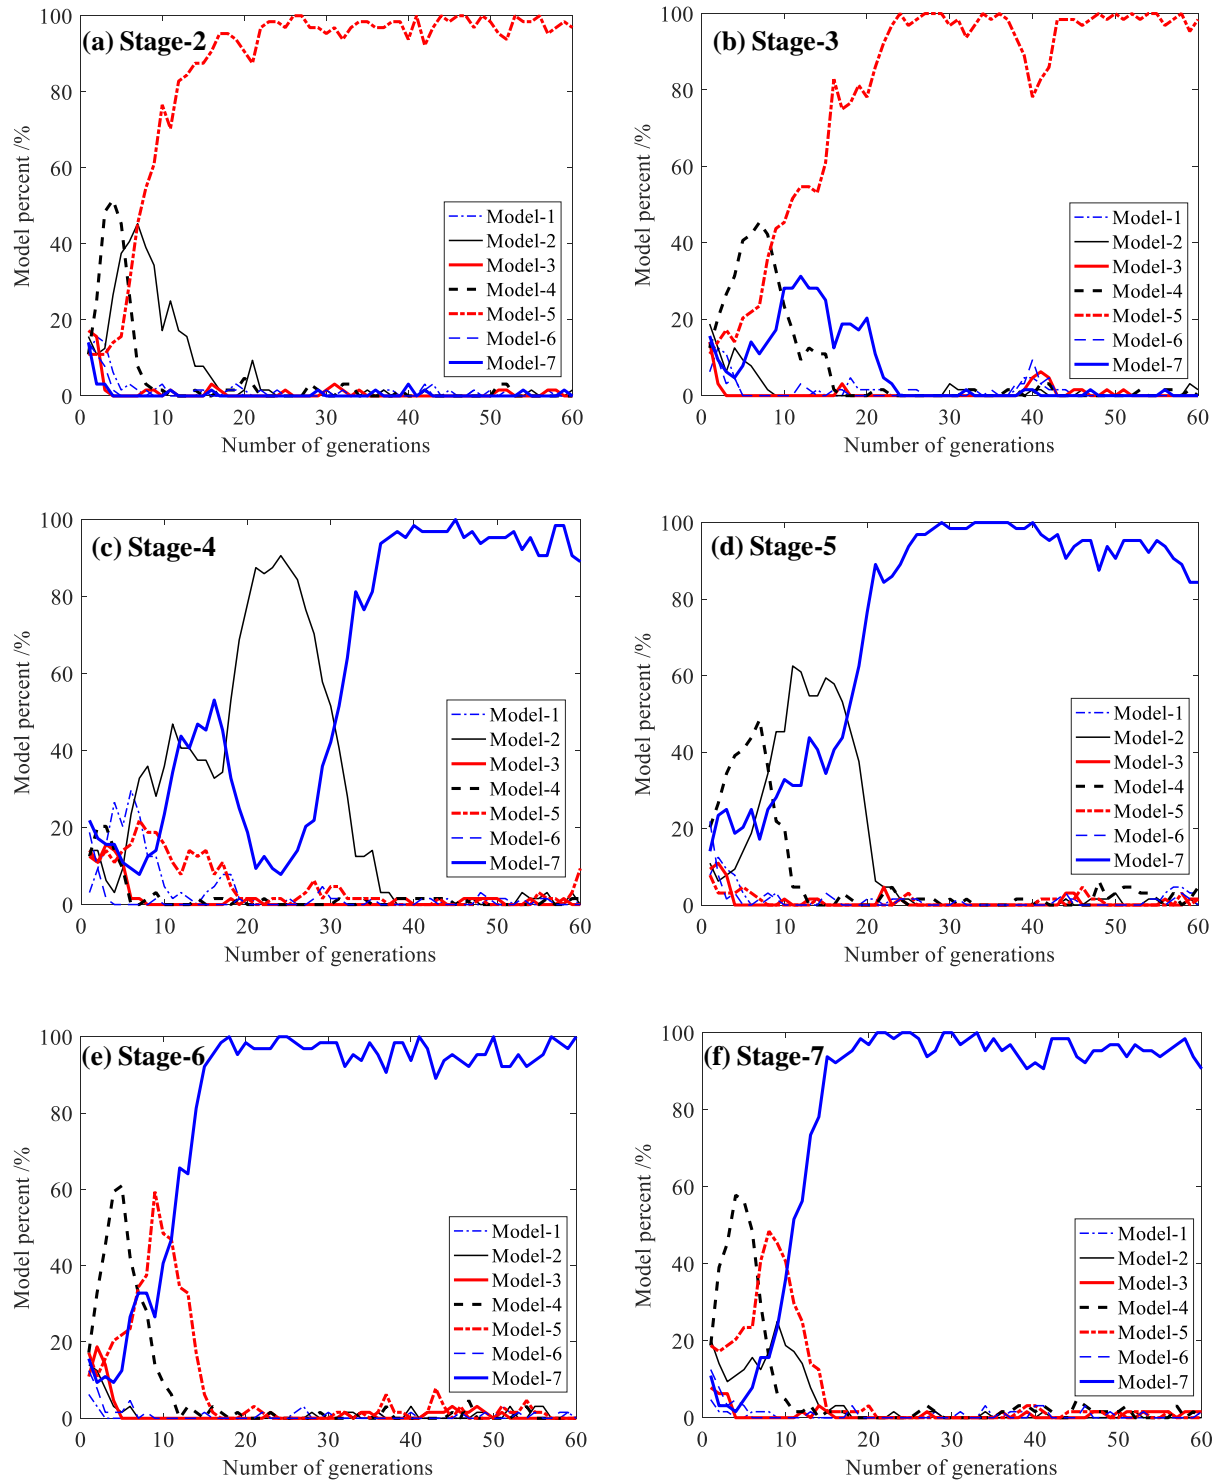 (a) Stage-2
Model percent /%
100
80
60
40
20
0
Model-1
Model-2
Model-3
Model-4
Model-5
Model-6
Model-7
0 10 20 30 40 50 60
Number of generations
(b) Stage-3
Model percent /%
100
80
60
40
20
0
Model-1
Model-2
Model-3
Model-4
Model-5
Model-6
Model-7
0 10 20 30 40 50 60
Number of generations
(c) Stage-4
Model percent /%
100
80
60
40
20
0
Model-1
Model-2
Model-3
Model-4
Model-5
Model-6
Model-7
0 10 20 30 40 50 60
Number of generations
(d) Stage-5
Model percent /%
100
80
60
40
20
0
Model-1
Model-2
Model-3
Model-4
Model-5
Model-6
Model-7
0 10 20 30 40 50 60
Number of generations
(e) Stage-6
Model percent /%
100
80
60
40
20
0
Model-1
Model-2
Model-3
Model-4
Model-5
Model-6
Model-7
0 10 20 30 40 50 60
Number of generations
(f) Stage-7
Model percent /%
100
80
60
40
20
0
Model-1
Model-2
Model-3
Model-4
Model-5
Model-6
Model-7
0 10 20 30 40 50 60
Number of generations